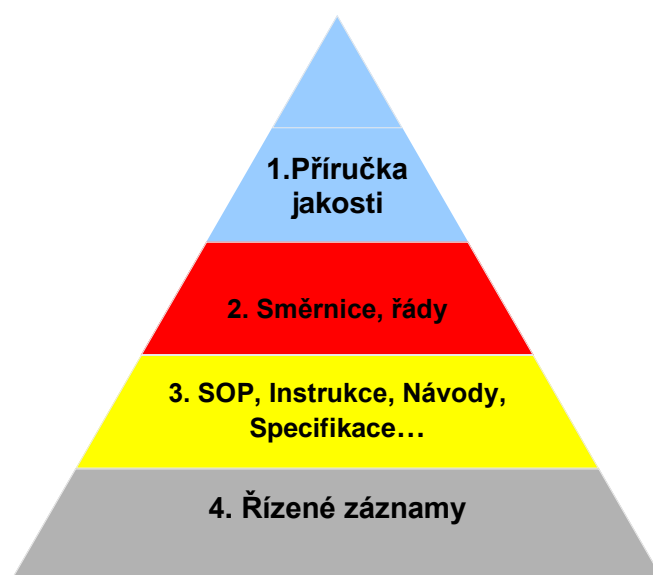 1.Příručka
jakosti
2. Směrnice, řády
3. SOP, Instrukce, Návody,
Specifikace…
4. Řízené záznamy